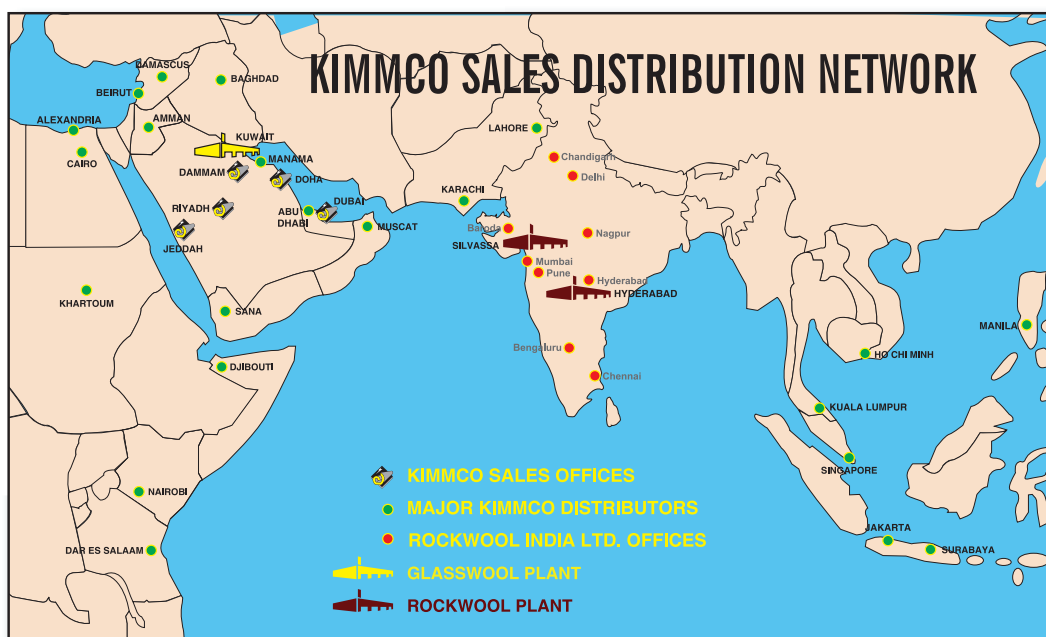 KIMMCO SALES DISTRIBUTION NETWORK
DAMASCUS
BAGHDAD
BEIRUT
ALEXANDRIA
AMMAN
CAIRO
KUWAIT
MANAMA
DAMMAM
DOHA
RIYADH
ABU
DHABI
DUBAI
JEDDAH
MUSCAT
KHARTOUM
SANA
DJIBOUTI
NAIROBI
DAR ES SALAAM
LAHORE
Chandigarh
Delhi
KARACHI
Baroda
SILVASSA
Nagpur
Mumbai
Pune
Hyderabad
HYDERABAD
Bengaluru
Chennai
MANILA
HO CHI MINH
KUALA LUMPUR
SINGAPORE
JAKARTA
SURABAYA
KIMMCO SALES OFFICES
MAJOR KIMMCO DISTRIBUTORS
ROCKWOOL INDIA LTD. OFFICES
GLASSWOOL PLANT
ROCKWOOL PLANT